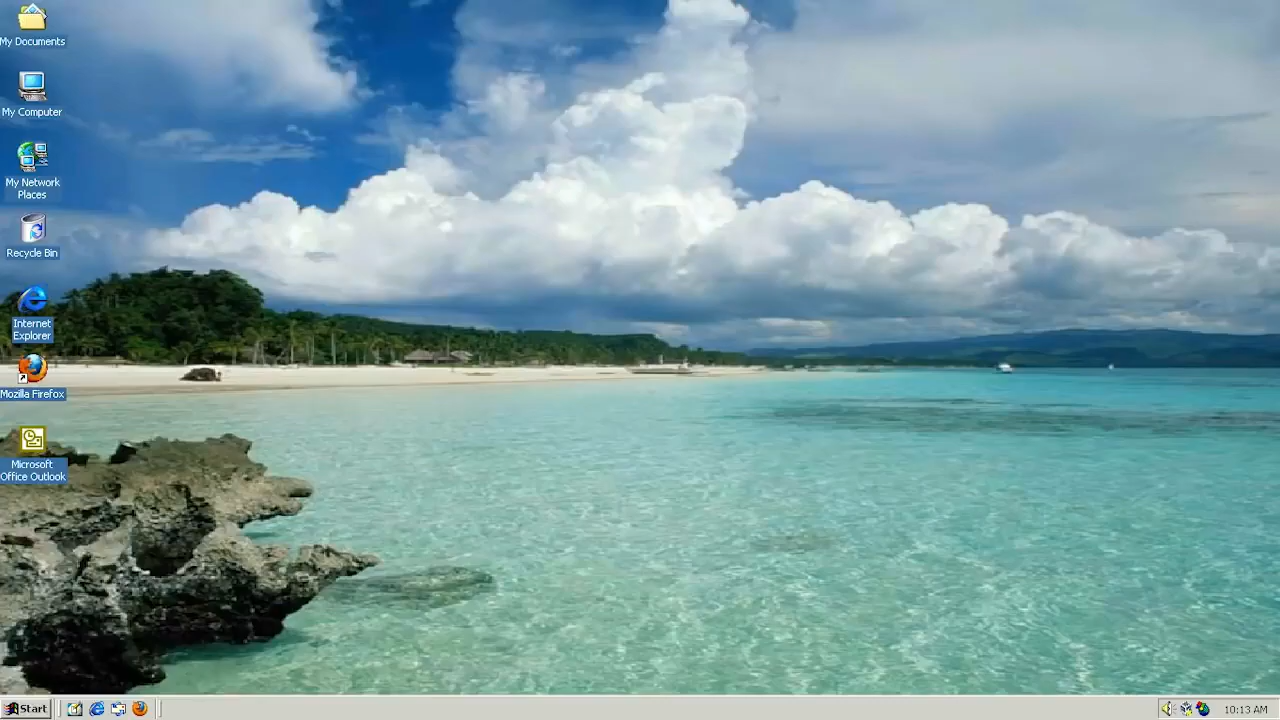 My Documents
My Computer
My Network
Places
Recycle Bin
Internet
Explorer
Mozilla Firefox
Microsoft
Office Outlook
Start
10:13 AM